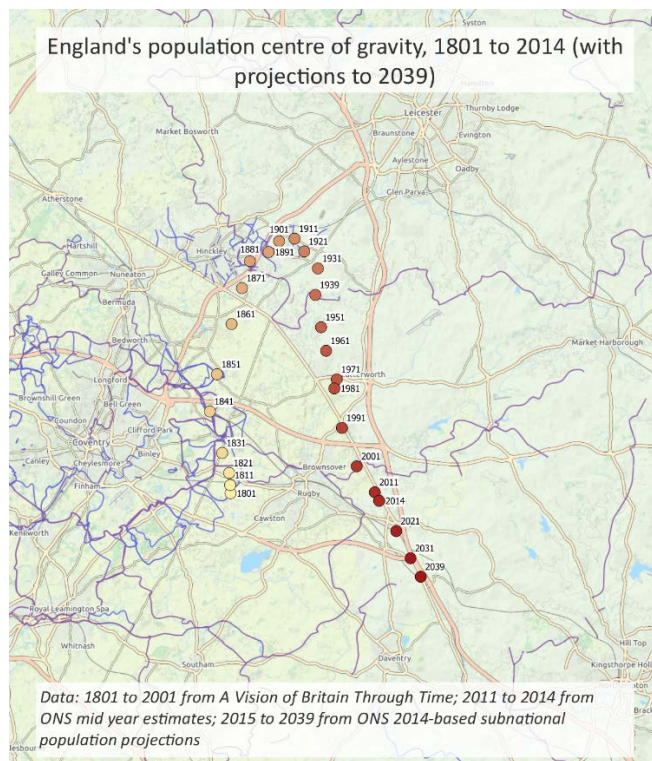 Syston
England's population centre of gravity, 1801 to 2014 (with
projections to 2039)
Leicester
Thurnby Lodge
Market Bosworth
Braunstone
Evington
Aylestone
Oadby
Glen Parva
Atherstone
1901
1911
1921
1881
1891
Hartshill
Hinckley
1931
Galley Common
Nuneaton
1871
1939
Bermuda
1861
1951
Bedworth
1961
Market Harborough
1851
1971
Longford
1981
Brownshill Green
Bell Green
1841
Coundon
Clifford Park
1991
Coventry
1831
Canley
Binley
Cheylesmore
1821
Brownsover
2001
1811
Finham
1801
Rugby
2011
2014
Cawston
2021
Kenilworth
2031
2039
Royal Leamington Spa
Whitnash
Daventry
Hill Top
Southam
Kingsthorpe Hollow
Data: 1801 to 2001 from A Vision of Britain Through Time; 2011 to 2014 from
ONS mid year estimates; 2015 to 2039 from ONS 2014-based subnational
population projections